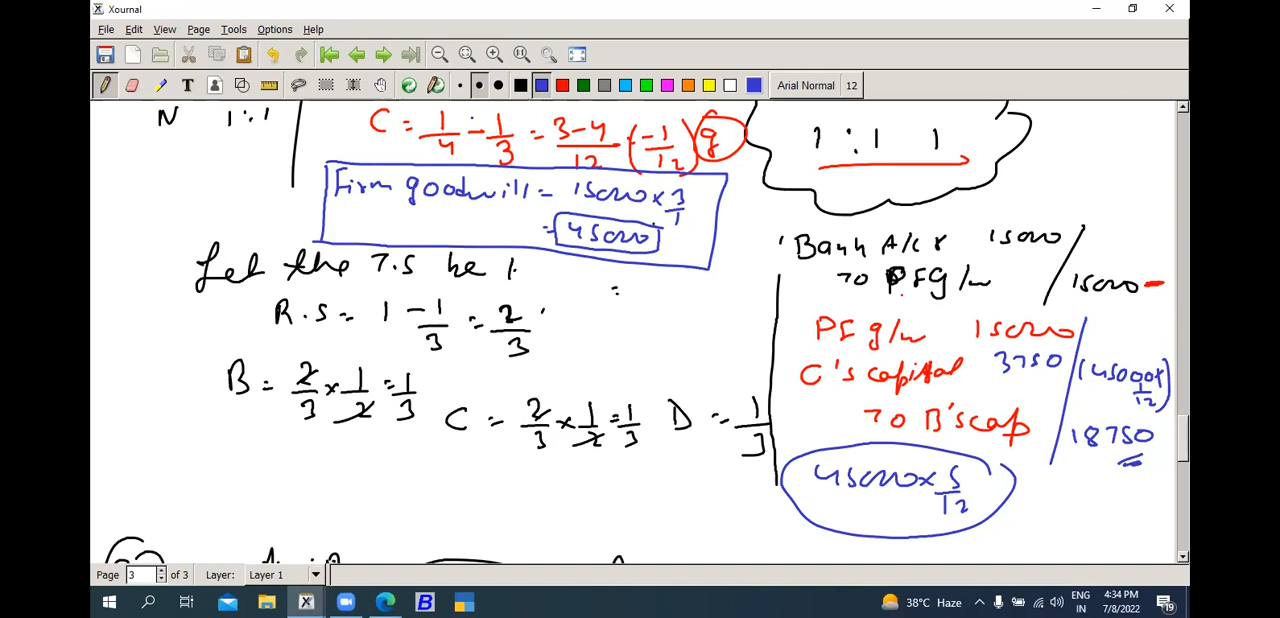 Xournal
File Edit View Page Tools Options Help
Arial Normal 12
N 1:1
C = 1/4 - 1/3 = 3-4/12 (-1/12) g
1 : 1 1
Firm goodwill = 15000 x 3/1
= 45000
Let the T.S be 1.
R.S = 1 - 1/3 = 2/3
B = 2/3 x 1/2 = 1/3
C = 2/3 x 1/2 = 1/3 D = 1/3
Bank A/c 15000
To PFG/w 15000
PF g/w 15000
C's capital 3750 (45000x 1/12)
To B's cap 18750
45000 x 5/12
Page 3 of 3 Layer: Layer 1
38°C Haze
ENG
IN
4:34 PM
7/8/2022
19